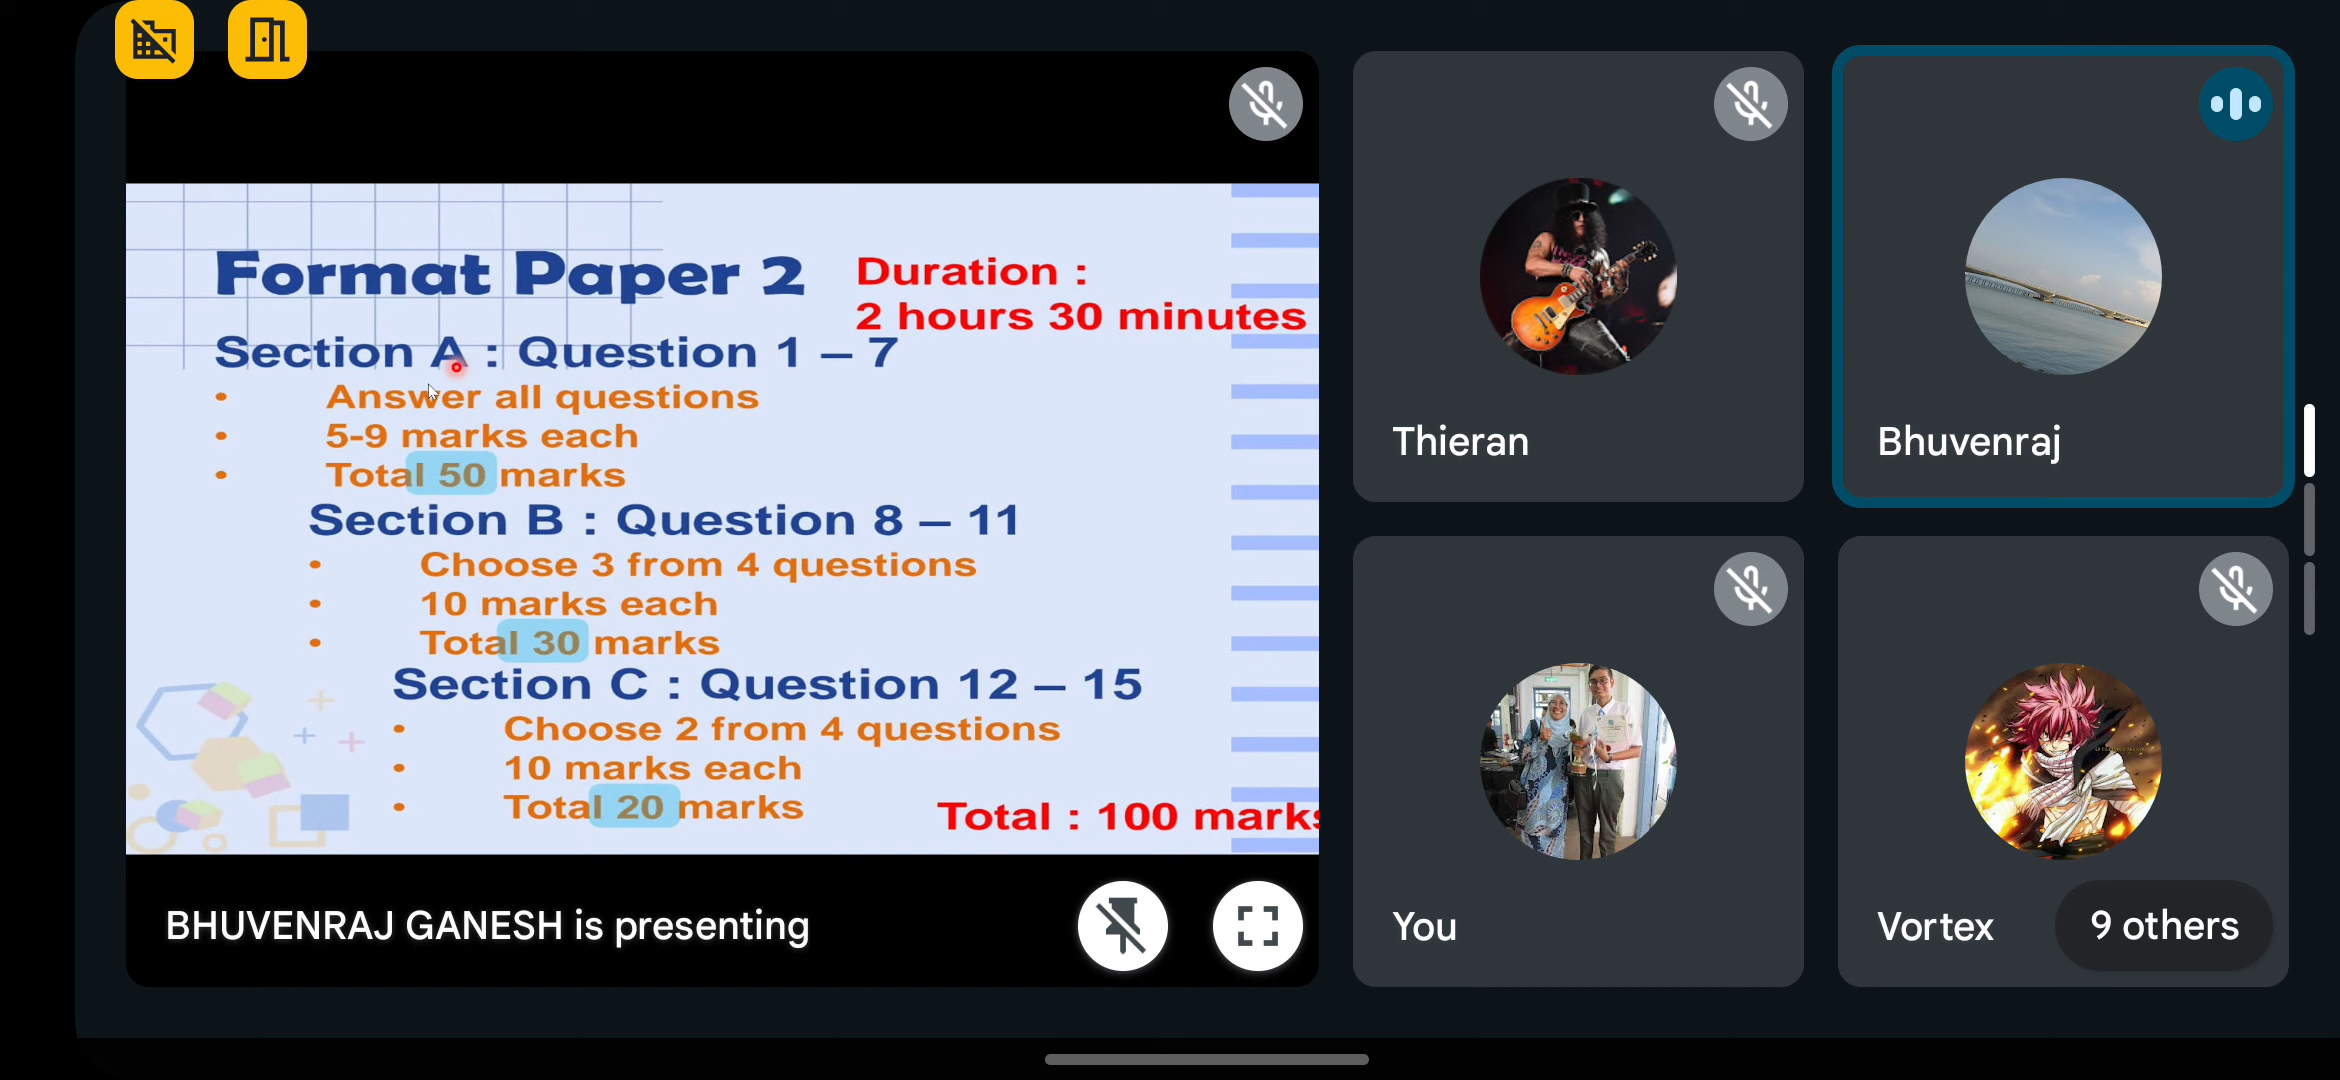 Format Paper 2
Duration :
2 hours 30 minutes
Section A : Question 1 – 7
• Answer all questions
• 5-9 marks each
• Total 50 marks
Section B : Question 8 – 11
• Choose 3 from 4 questions
• 10 marks each
• Total 30 marks
Section C : Question 12 – 15
• Choose 2 from 4 questions
• 10 marks each
• Total 20 marks
Total : 100 marks
BHUVENRAJ GANESH is presenting
Thieran
Bhuvenraj
You
Vortex
9 others